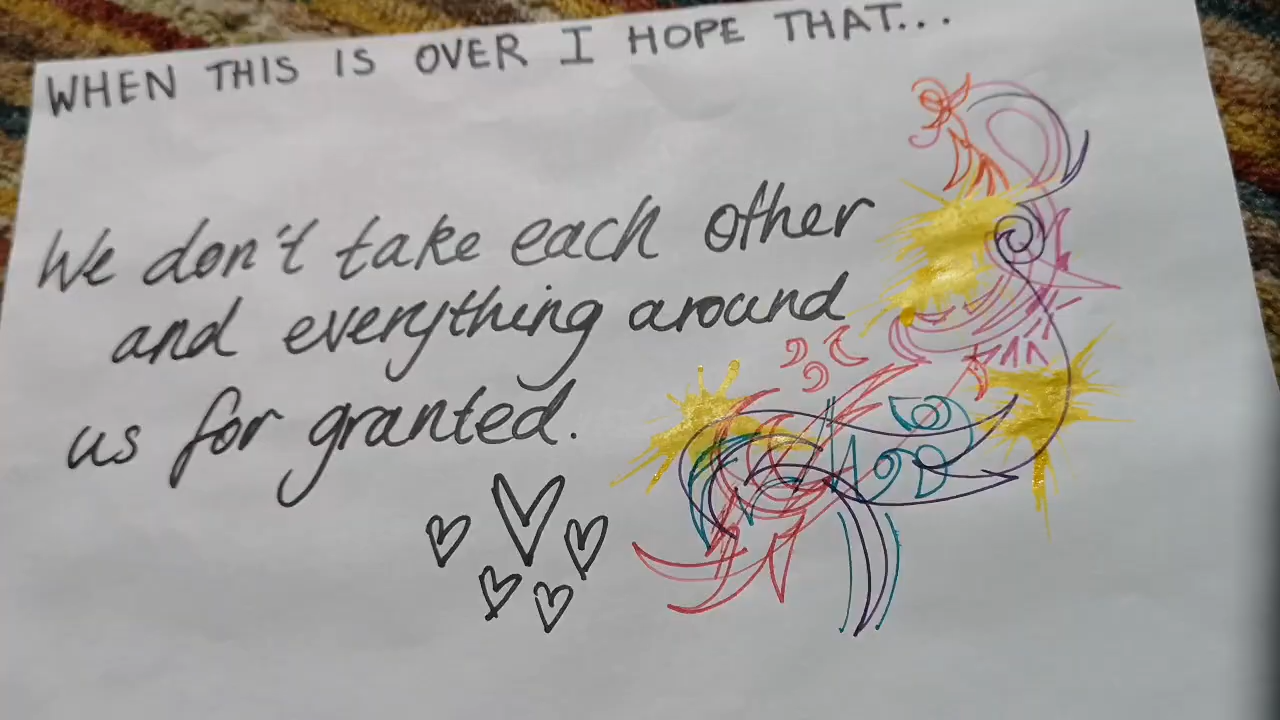 WHEN THIS IS OVER I HOPE THAT...
We don't take each other
and everything around
us for granted.